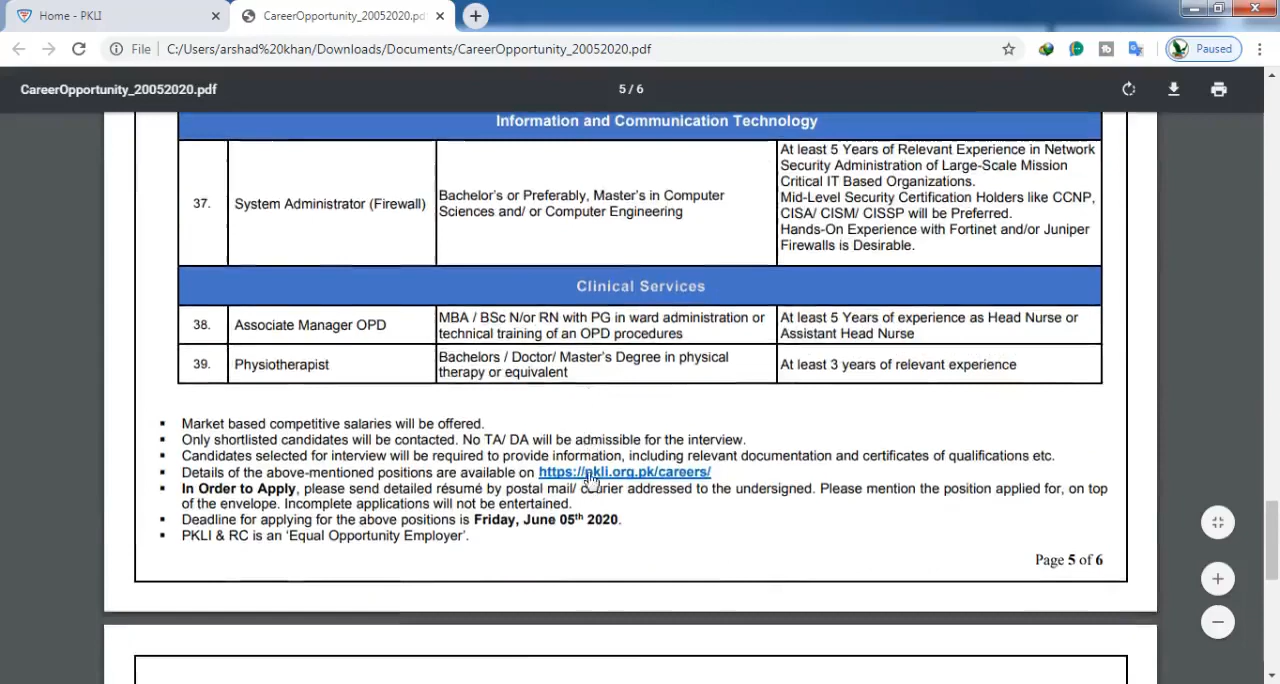 Home - PKLI
CareerOpportunity_20052020.pdf
File
C:/Users/arshad%20khan/Downloads/Documents/CareerOpportunity_20052020.pdf
Paused
CareerOpportunity_20052020.pdf
5 / 6
Information and Communication Technology
37.
System Administrator (Firewall)
Bachelor's or Preferably, Master's in Computer
Sciences and/ or Computer Engineering
At least 5 Years of Relevant Experience in Network
Security Administration of Large-Scale Mission
Critical IT Based Organizations.
Mid-Level Security Certification Holders like CCNP,
CISA/ CISM/ CISSP will be Preferred.
Hands-On Experience with Fortinet and/or Juniper
Firewalls is Desirable.
Clinical Services
38.
Associate Manager OPD
MBA / BSc N/or RN with PG in ward administration or
technical training of an OPD procedures
At least 5 Years of experience as Head Nurse or
Assistant Head Nurse
39.
Physiotherapist
Bachelors / Doctor/ Master's Degree in physical
therapy or equivalent
At least 3 years of relevant experience
▪ Market based competitive salaries will be offered.
▪ Only shortlisted candidates will be contacted. No TA/ DA will be admissible for the interview.
▪ Candidates selected for interview will be required to provide information, including relevant documentation and certificates of qualifications etc.
▪ Details of the above-mentioned positions are available on https://pkli.org.pk/careers/
▪ In Order to Apply, please send detailed résumé by postal mail/ courier addressed to the undersigned. Please mention the position applied for, on top
of the envelope. Incomplete applications will not be entertained.
▪ Deadline for applying for the above positions is Friday, June 05th 2020.
▪ PKLI & RC is an 'Equal Opportunity Employer'.
Page 5 of 6